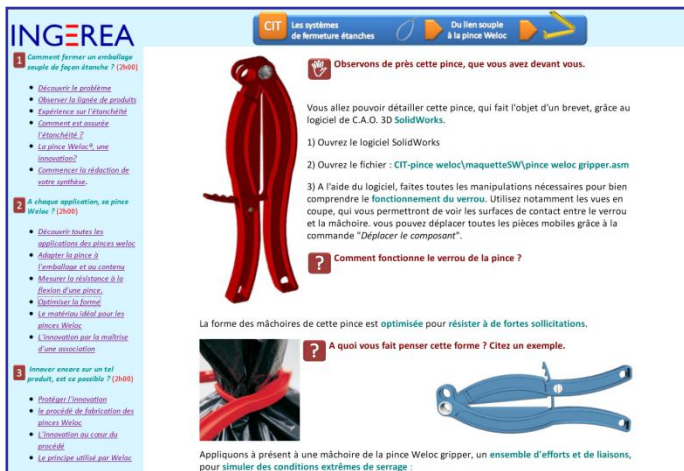 INGEREA
CIT
Les systèmes
de fermeture étanches
Du lien souple
à la pince Weloc
1
Comment fermer un emballage
souple de façon étanche ? (2h00)
Découvrir le problème
Observer la lignée de produits
Expérience sur l'étanchéité
Comment est assurée
l'étanchéité ?
La pince Weloc®, une
innovation?
Commencer la rédaction de
votre synthèse.
2
A chaque application, sa pince
Weloc ? (2h00)
Découvrir toutes les
applications des pinces weloc
Adapter la pince à
l'emballage et au contenu
Mesurer la résistance à la
flexion d'une pince.
Optimiser la forme
Le matériau idéal pour les
pinces Weloc
L'innovation par la maîtrise
d'une association
3
Innover encore sur un tel
produit, est ce possible ? (2h00)
Protéger l'innovation
le procédé de fabrication des
pinces Weloc
L'innovation au cœur du
procédé
Le principe utilisé par Weloc
Observons de près cette pince, que vous avez devant vous.
Vous allez pouvoir détailler cette pince, qui fait l'objet d'un brevet, grâce au
logiciel de C.A.O. 3D SolidWorks.
1) Ouvrez le logiciel SolidWorks
2) Ouvrez le fichier : CIT-pince weloc\maquetteSW\pince weloc gripper.asm
3) A l'aide du logiciel, faites toutes les manipulations nécessaires pour bien
comprendre le fonctionnement du verrou. Utilisez notamment les vues en
coupe, qui vous permettront de voir les surfaces de contact entre le verrou
et la mâchoire. vous pouvez déplacer toutes les pièces mobiles grâce à la
commande "Déplacer le composant".
?
Comment fonctionne le verrou de la pince ?
La forme des mâchoires de cette pince est optimisée pour résister à de fortes sollicitations.
?
A quoi vous fait penser cette forme ? Citez un exemple.
Appliquons à présent à une mâchoire de la pince Weloc gripper, un ensemble d'efforts et de liaisons,
pour simuler des conditions extrêmes de serrage :